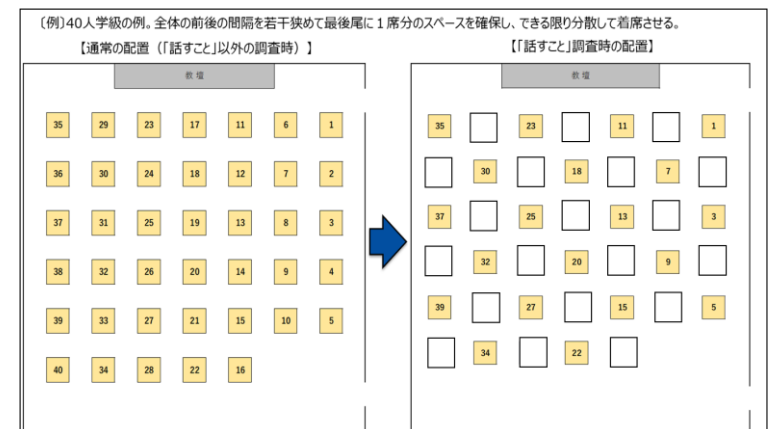 〔例〕40人学級の例。全体の前後の間隔を若干狭めて最後尾に１席分のスペースを確保し、できる限り分散して着席させる。
【通常の配置（「話すこと」以外の調査時）】
教壇
35 29 23 17 11 6 1
36 30 24 18 12 7 2
37 31 25 19 13 8 3
38 32 26 20 14 9 4
39 33 27 21 15 10 5
40 34 28 22 16
【「話すこと」調査時の配置】
教壇
35 23 11 1
30 18 7
37 25 13 3
32 20 9
39 27 15 5
34 22